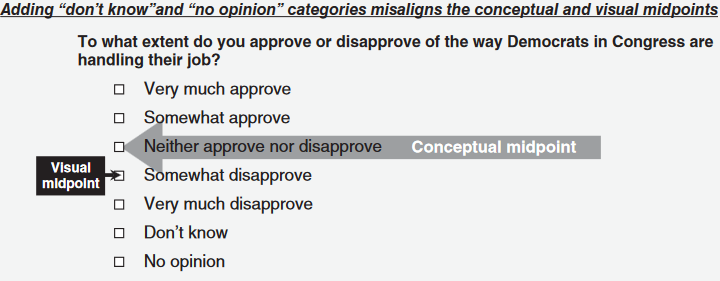 Adding “don’t know”and “no opinion” categories misaligns the conceptual and visual midpoints
To what extent do you approve or disapprove of the way Democrats in Congress are
handling their job?
Very much approve
Somewhat approve
Neither approve nor disapprove Conceptual midpoint
Visual
midpoint
Somewhat disapprove
Very much disapprove
Don’t know
No opinion